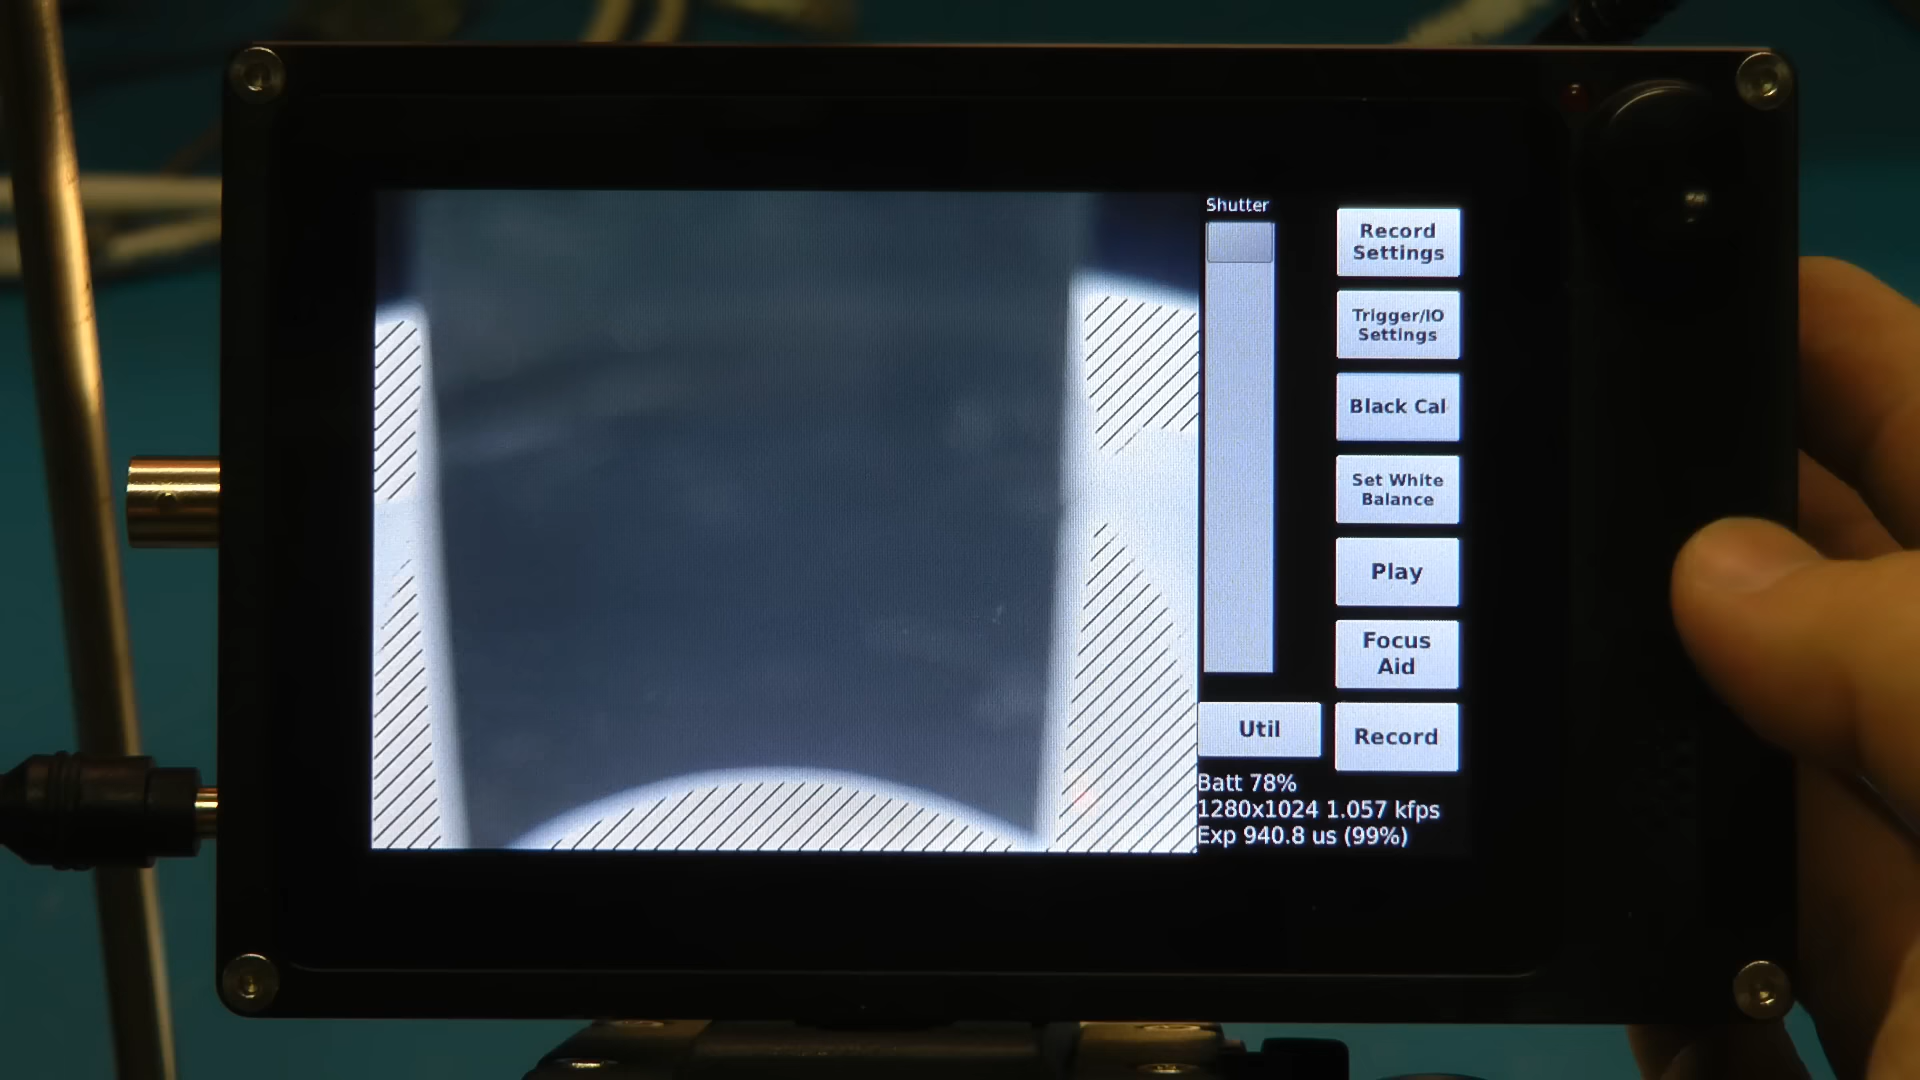 Shutter
Record
Settings
Trigger/IO
Settings
Black Cal
Set White
Balance
Play
Focus
Aid
Util
Record
Batt 78%
1280x1024 1.057 kfps
Exp 940.8 us (99%)